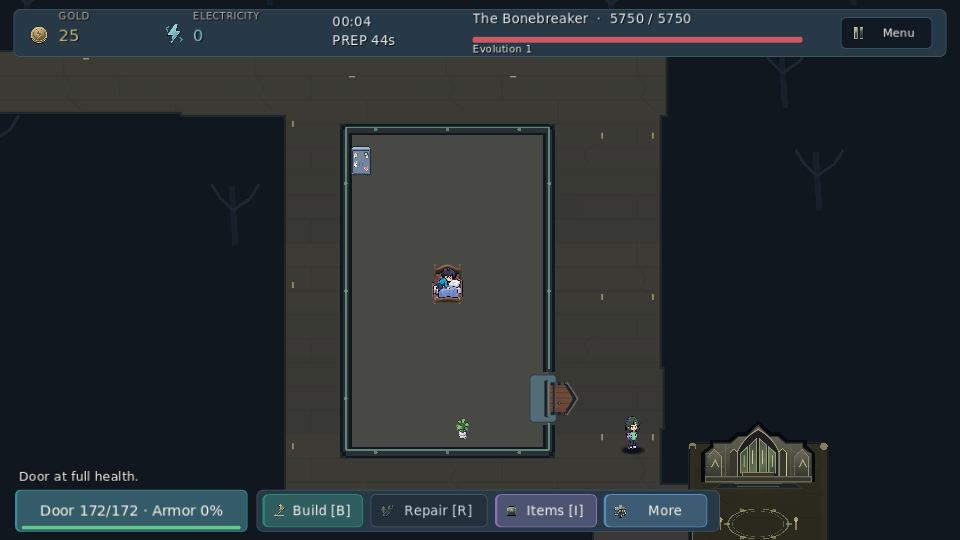 GOLD
25
ELECTRICITY
0
00:04
PREP 44s
The Bonebreaker · 5750 / 5750
Evolution 1
Menu
Door at full health.
Door 172/172 · Armor 0%
Build [B]
Repair [R]
Items [I]
More